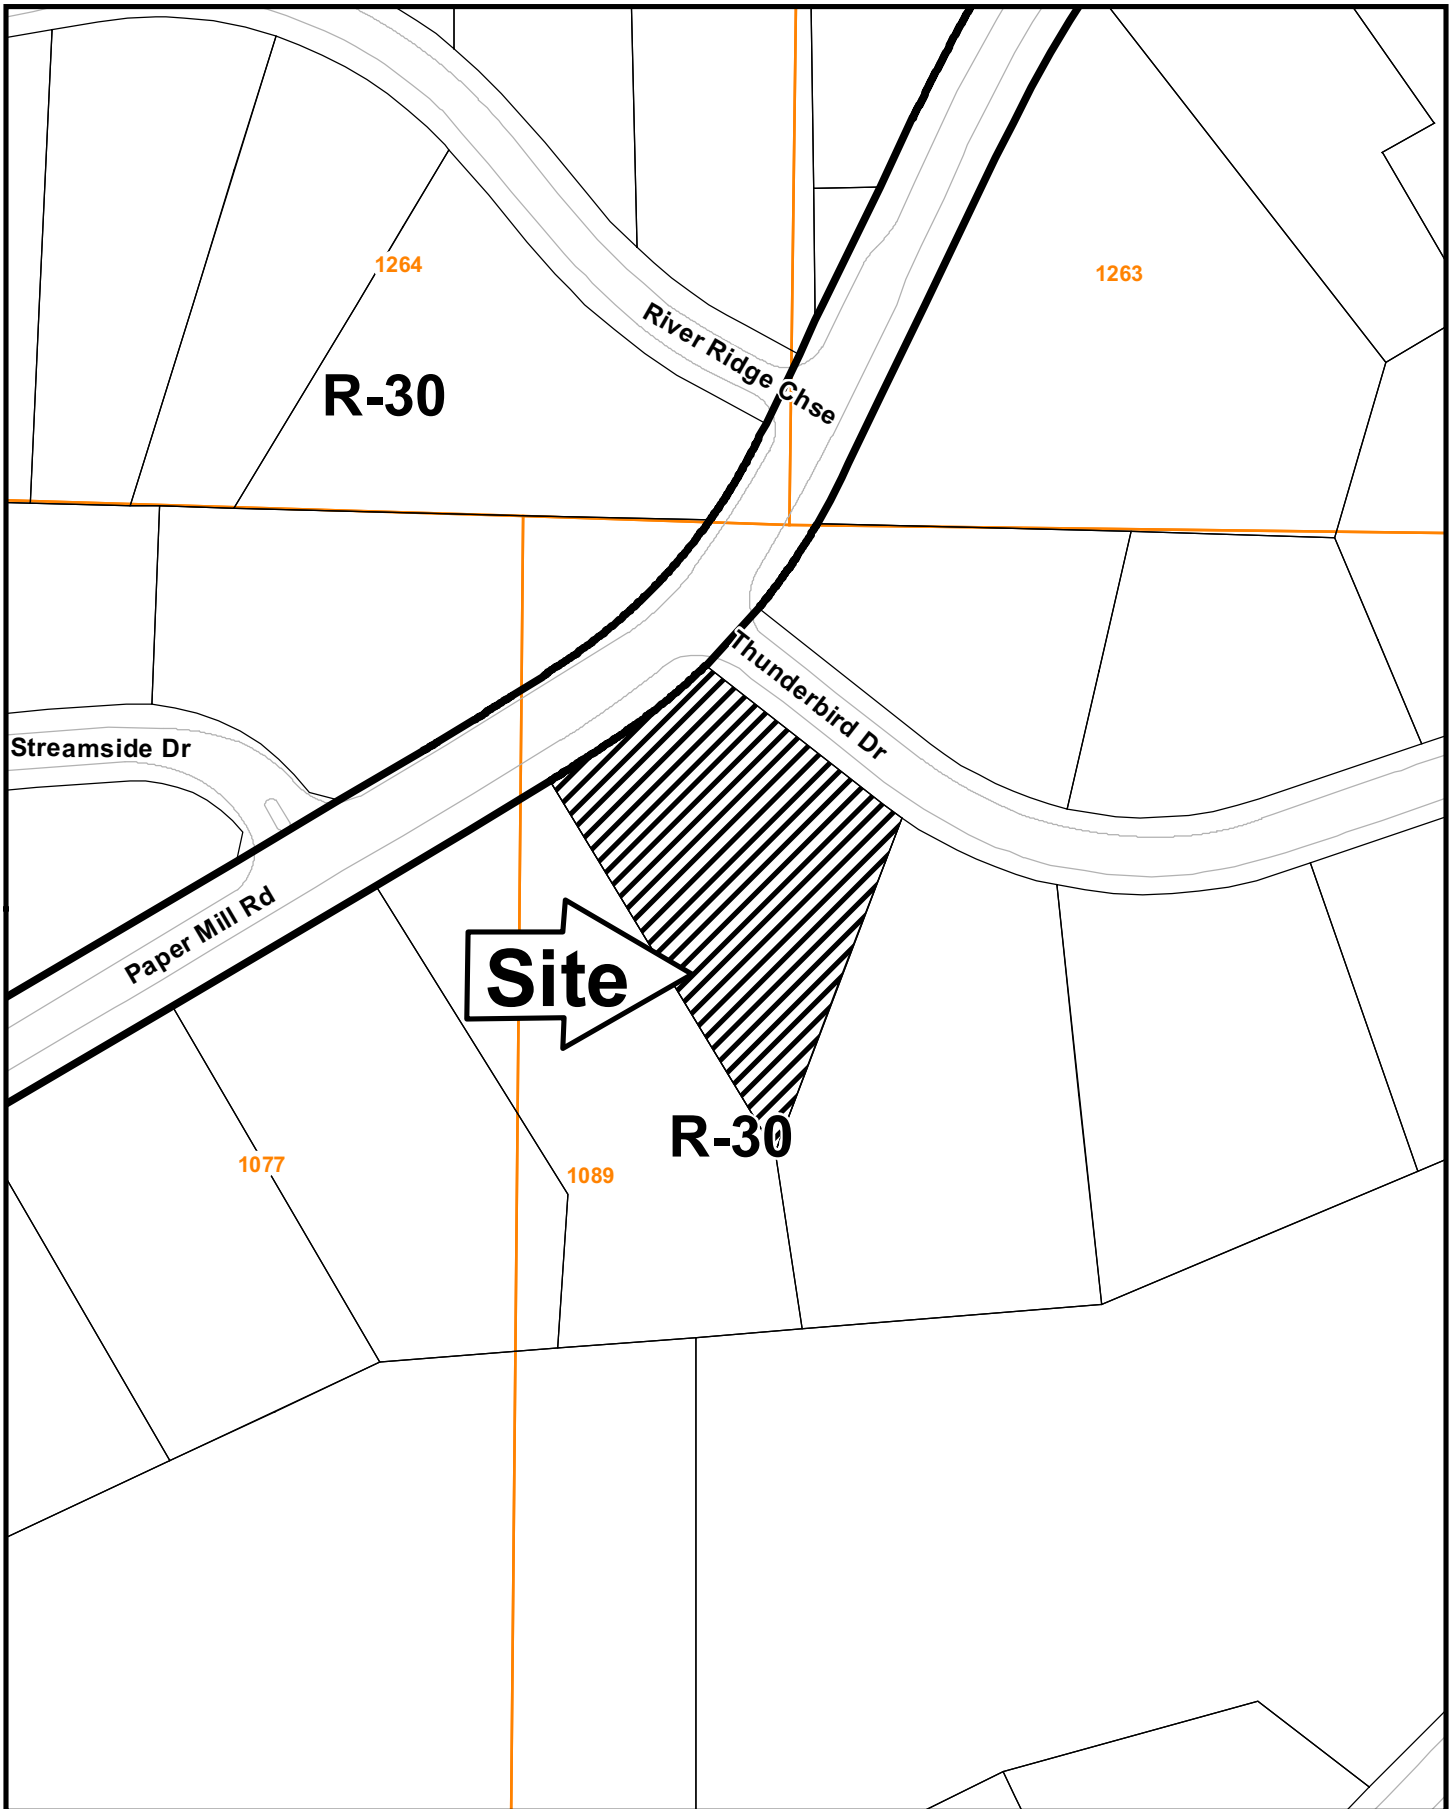 1264
1263
River Ridge Chse
R-30
Thunderbird Dr
Streamside Dr
Paper Mill Rd
Site
R-30
1077
1089